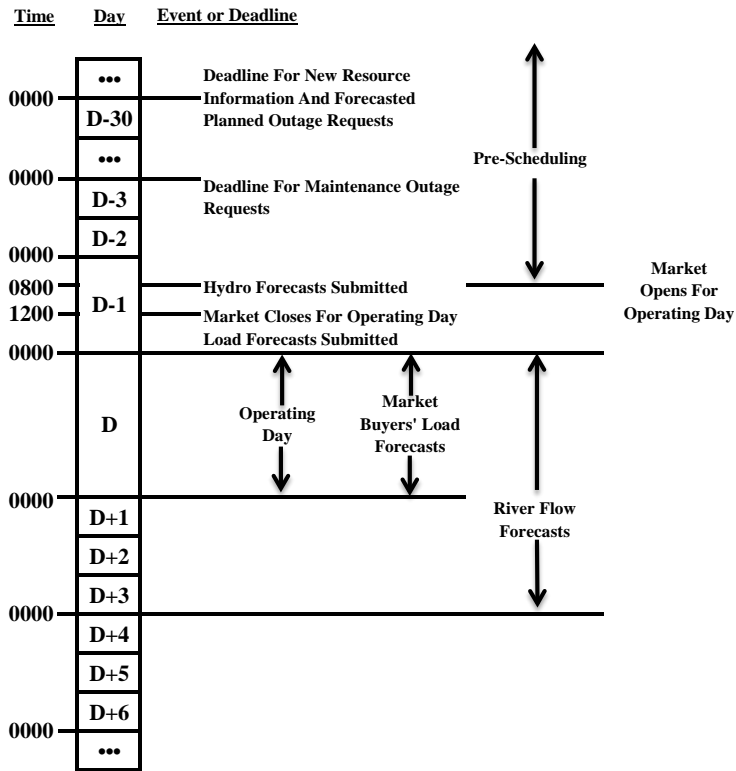 Time Day Event or Deadline
•••
Deadline For New Resource
0000
Information And Forecasted
D-30
Planned Outage Requests
•••
Pre-Scheduling
0000
Deadline For Maintenance Outage
D-3
Requests
D-2
0000
0800
Hydro Forecasts Submitted
Market
Opens For
Operating Day
D-1
1200
Market Closes For Operating Day
Load Forecasts Submitted
0000
D
Operating
Day
Market
Buyers' Load
Forecasts
0000
River Flow
Forecasts
D+1
D+2
D+3
0000
D+4
D+5
D+6
0000
•••